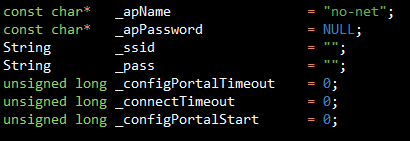 const char*   _apName                 = "no-net";
const char*   _apPassword             = NULL;
String        _ssid                   = "";
String        _pass                   = "";
unsigned long _configPortalTimeout    = 0;
unsigned long _connectTimeout         = 0;
unsigned long _configPortalStart      = 0;